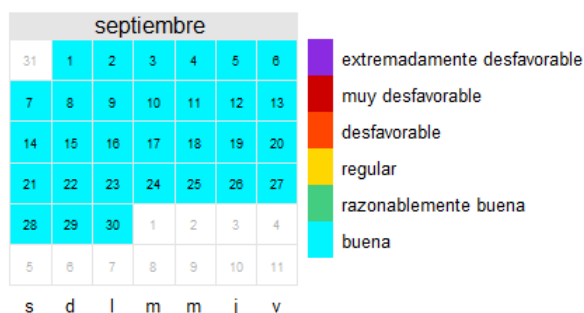 septiembre
31 1 2 3 4 5 6
7 8 9 10 11 12 13
14 15 16 17 18 19 20
21 22 23 24 25 26 27
28 29 30 1 2 3 4
5 6 7 8 9 10 11
s d l m m j v
extremadamente desfavorable
muy desfavorable
desfavorable
regular
razonablemente buena
buena